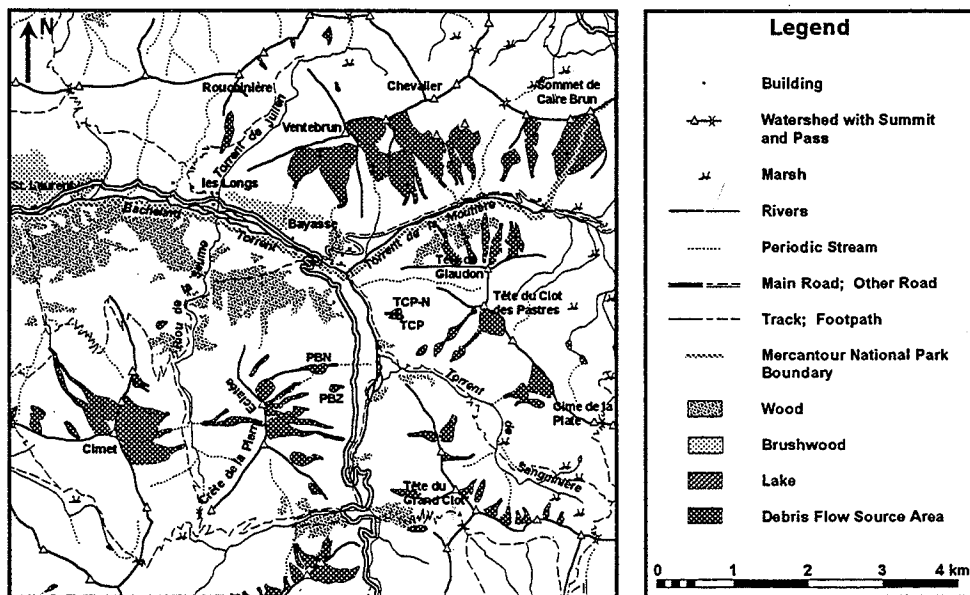 N
Roucinière
Chevalier
Sommet de
Caïre Brun
Ventebrun
Torrent de Julien
les Longs
St Laurent
Bachelard
Torrent
Bayasse
Torrent de la Moutière
Tête de
Glaudon
Tête du Clot
des Pastres
TCP-N
TCP
PBN
PBZ
Torrent
de
Sanguinière
Cime de la
Plate
Cimet
Crête de la Pierre Eclatée
Tête du
Grand Clot
Legend
Building
Watershed with Summit
and Pass
Marsh
Rivers
Periodic Stream
Main Road; Other Road
Track; Footpath
Mercantour National Park
Boundary
Wood
Brushwood
Lake
Debris Flow Source Area
0 1 2 3 4 km